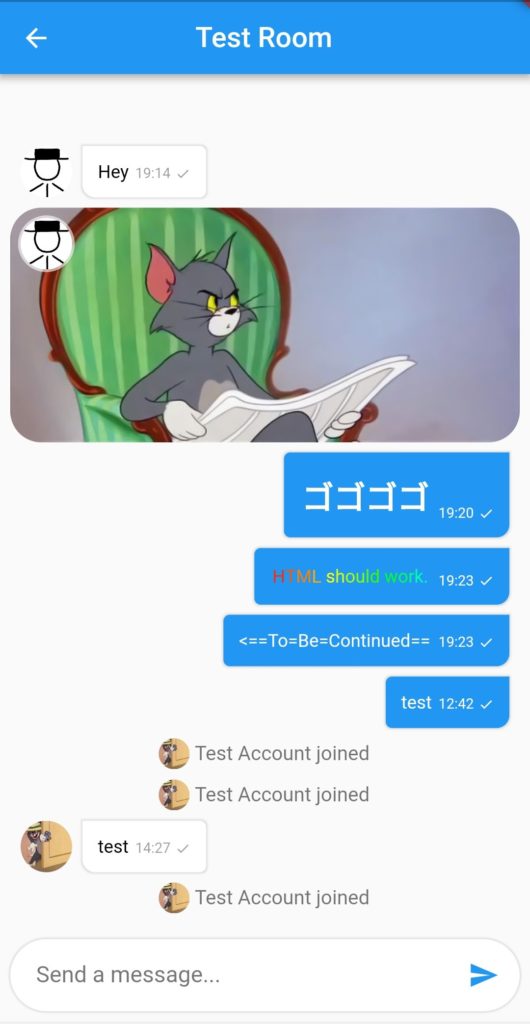 Test Room
Hey 19:14
ゴゴゴゴ 19:20
HTML should work. 19:23
<==To=Be=Continued== 19:23
test 12:42
Test Account joined
Test Account joined
test 14:27
Test Account joined
Send a message...